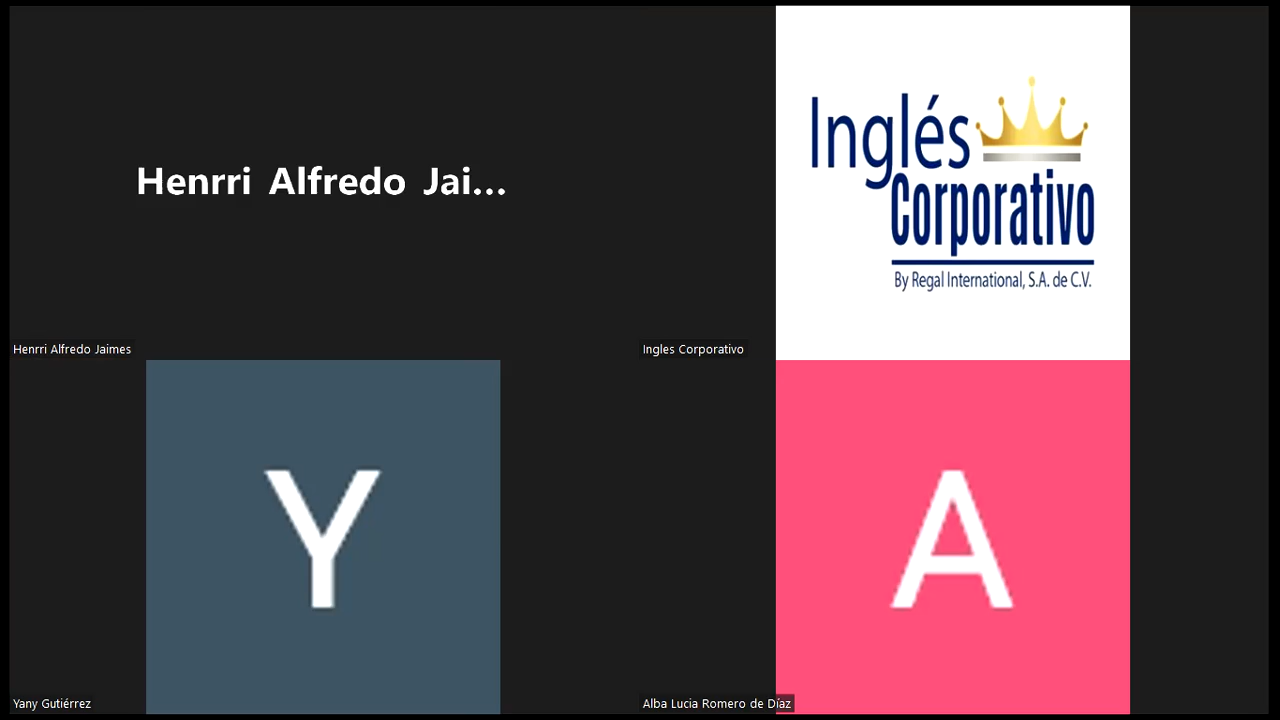 Henrri Alfredo Jai...
Henrri Alfredo Jaimes
Inglés
Corporativo
By Regal International, S.A. de C.V.
Ingles Corporativo
Y
Yany Gutiérrez
A
Alba Lucia Romero de Díaz